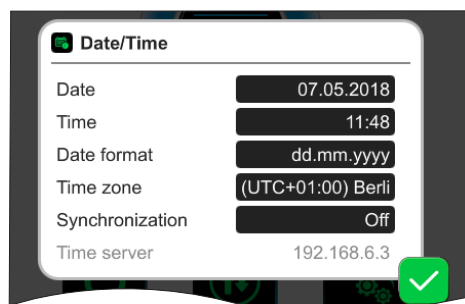 Date/Time
Date 07.05.2018
Time 11:48
Date format dd.mm.yyyy
Time zone (UTC+01:00) Berli
Synchronization Off
Time server 192.168.6.3